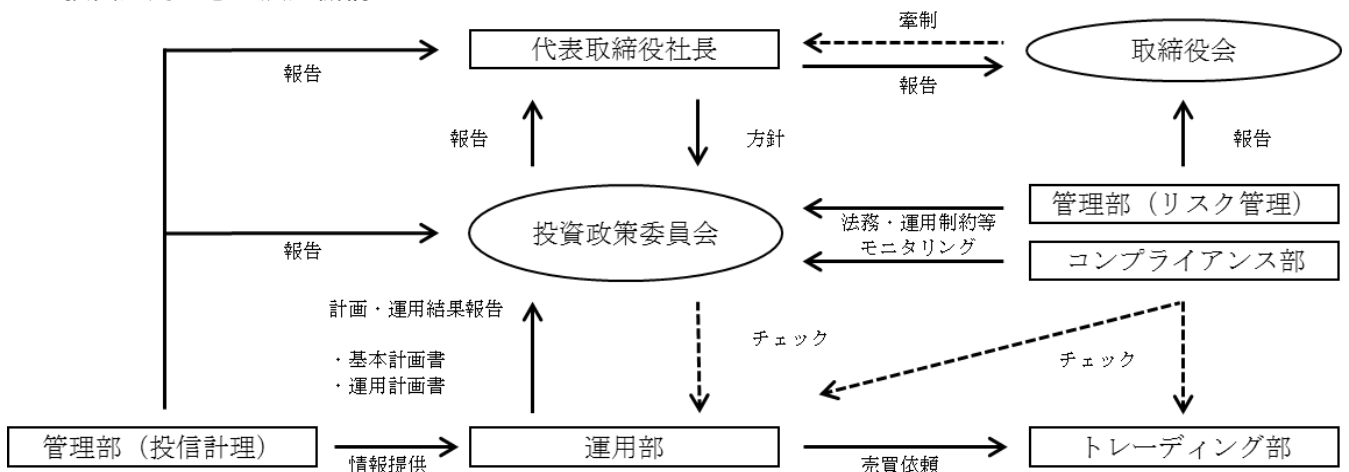 牽制
代表取締役社長
取締役会
報告
報告
報告
方針
報告
管理部（リスク管理）
投資政策委員会
法務・運用制約等
モニタリング
報告
コンプライアンス部
計画・運用結果報告
・基本計画書
・運用計画書
チェック
チェック
管理部（投信計理）
情報提供
運用部
売買依頼
トレーディング部